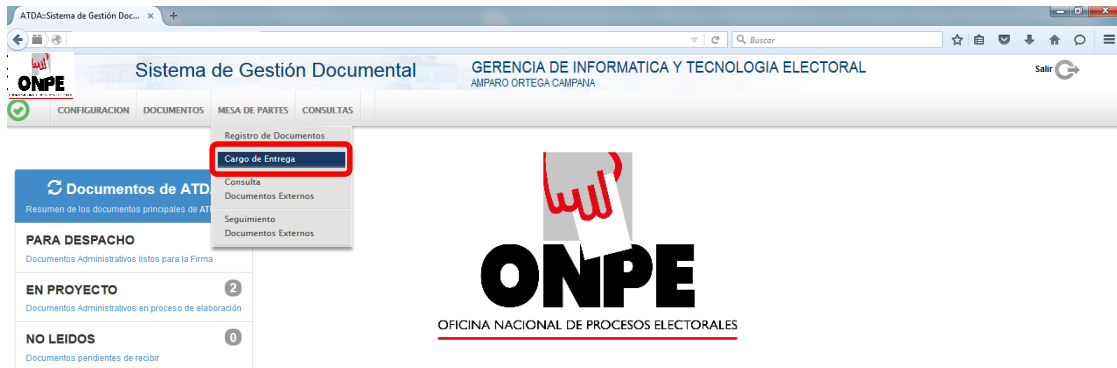 ATDA::Sistema de Gestión Doc...
Buscar
ONPE
Sistema de Gestión Documental
GERENCIA DE INFORMATICA Y TECNOLOGIA ELECTORAL
AMPARO ORTEGA CAMPANA
Salir
CONFIGURACION DOCUMENTOS MESA DE PARTES CONSULTAS
Registro de Documentos
Cargo de Entrega
Consulta
Documentos Externos
Seguimiento
Documentos Externos
Documentos de ATD
Resumen de los documentos principales de AT
PARA DESPACHO
Documentos Administrativos listos para la Firma
EN PROYECTO 2
Documentos Administrativos en proceso de elaboración
NO LEIDOS 0
Documentos pendientes de recibir
ONPE
OFICINA NACIONAL DE PROCESOS ELECTORALES